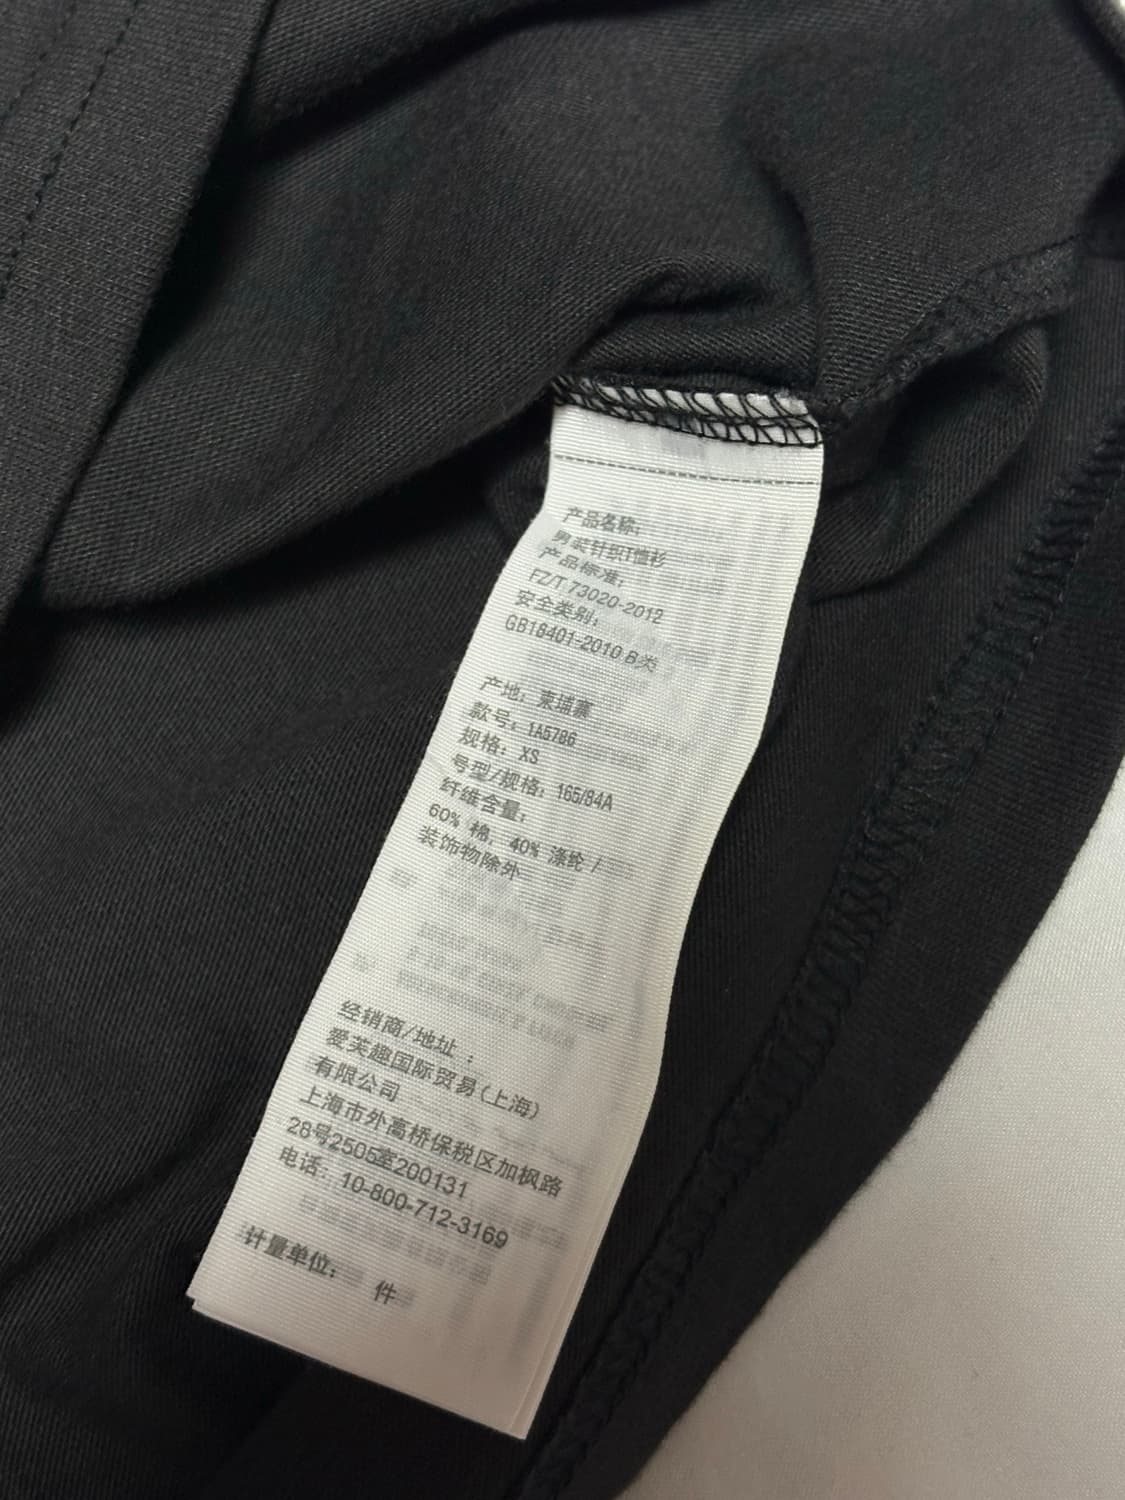 产品名称:
男装针织T恤衫
产品标准:
FZ/T 73020-2012
安全类别:
GB18401-2010 B类
产地: 柬埔寨
款号: 1A5786
规格: XS
号型/规格: 165/84A
纤维含量:
60% 棉, 40% 涤纶 /
装饰物除外
经销商/地址 :
爱芙趣国际贸易(上海)
有限公司
上海市外高桥保税区加枫路
28号2505室200131
电话: 10-800-712-3169
计量单位: 件